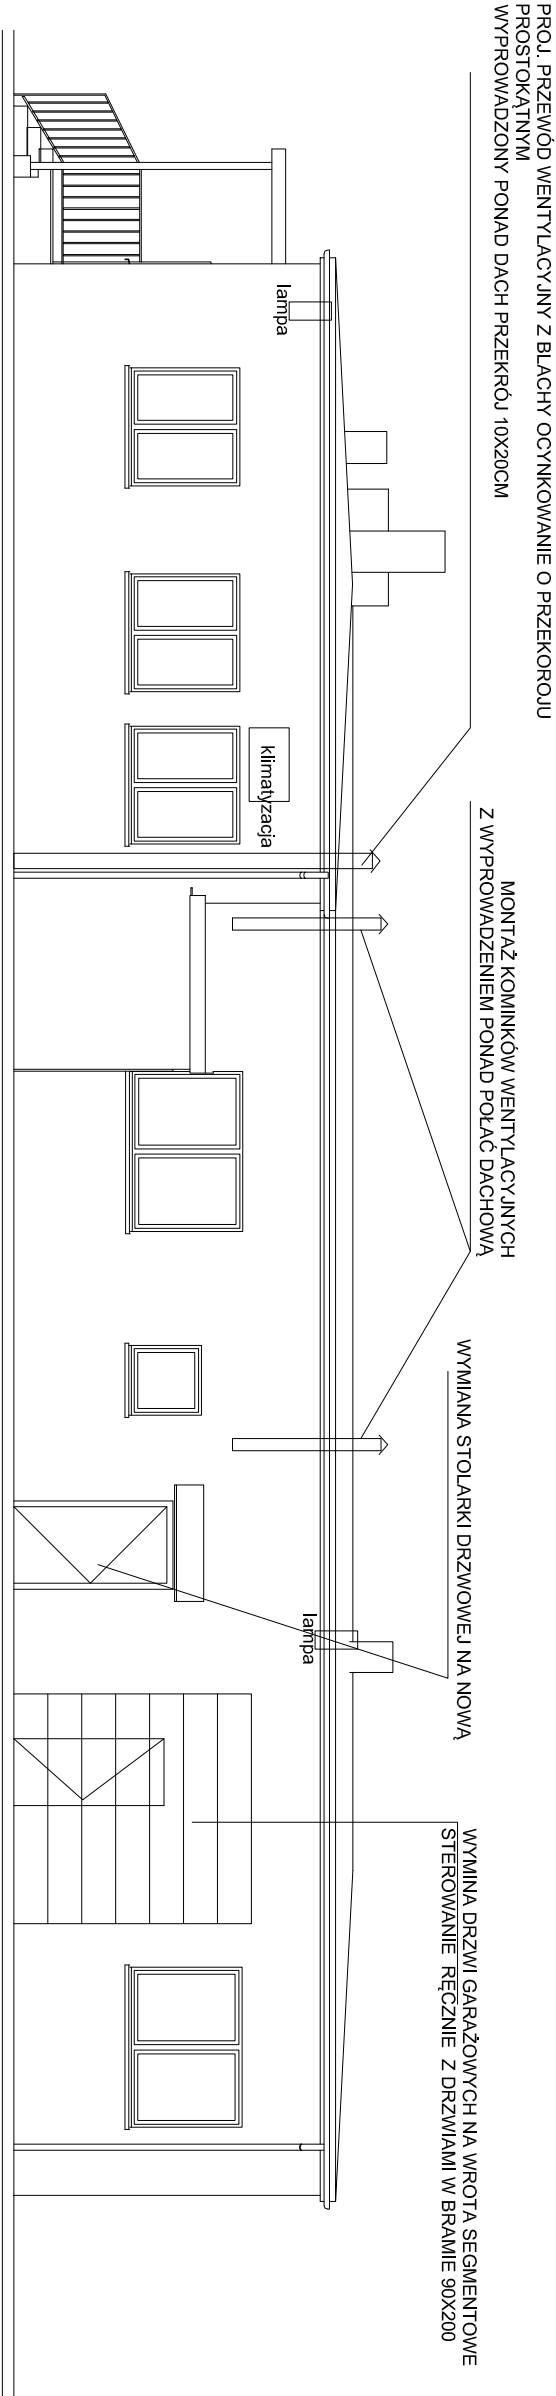 PROJ. PRZEWÓD WENTYLACYJNY Z BLACHY OCYNKOWANIE O PRZEKOROJU
PROSTOKĄTNYM
WYPROWADZONY PONAD DACH PRZEKRÓJ 10X20CM
MONTAŻ KOMINKÓW WENTYLACYJNYCH
Z WYPROWADZENIEM PONAD POŁAĆ DACHOWĄ
WYMIANA STOLARKI DRZWOWEJ NA NOWĄ
WYMINA DRZWI GARAŻOWYCH NA WROTA SEGMENTOWE
STEROWANIE RĘCZNIE Z DRZWIAMI W BRAMIE 90X200
lampa
klimatyzacja
lampa